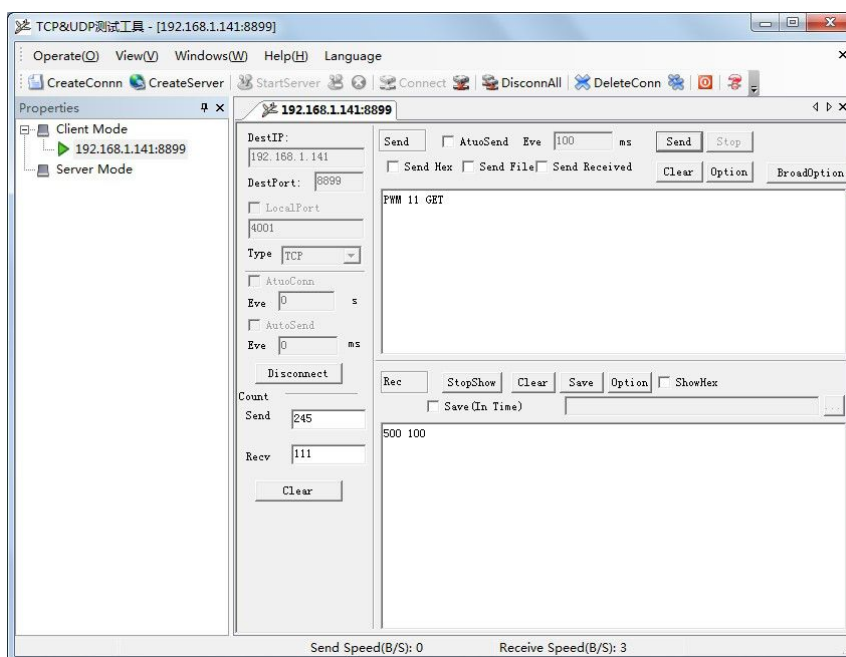 TCP&UDP测试工具 - [192.168.1.141:8899]
Operate(O) View(V) Windows(W) Help(H) Language
CreateConnn CreateServer StartServer Connect DisconnAll DeleteConn
Properties
Client Mode
192.168.1.141:8899
Server Mode
192.168.1.141:8899
DestIP:
192.168.1.141
DestPort: 8899
LocalPort
4001
Type TCP
AtuoConn
Eve 0 s
AutoSend
Eve 0 ms
Disconnect
Count
Send 245
Recv 111
Clear
Send AtuoSend Eve 100 ms Send Stop
Send Hex Send File Send Received Clear Option BroadOption
PWM 11 GET
Rec StopShow Clear Save Option ShowHex
Save(In Time) ...
500 100
Send Speed(B/S): 0 Receive Speed(B/S): 3